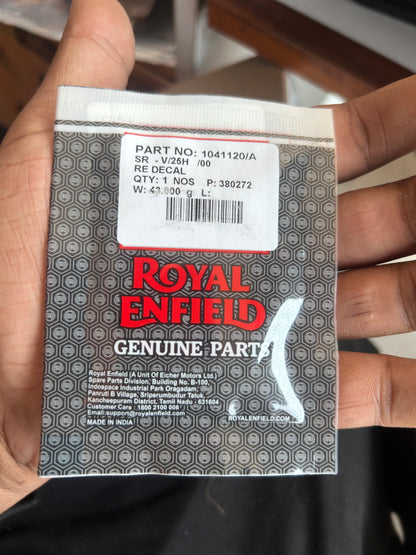 PART NO: 1041120/A
SR - V/25H /00
RE DECAL
QTY: 1 NOS P: 380272
W: 43.000 g L:
ROYAL
ENFIELD
GENUINE PARTS
Royal Enfield (A Unit Of Eicher Motors Ltd.)
Spare Parts Division, Building No. B-100,
Indospace Industrial Park Oragadam,
Panruti B Village, Sriperumbudur Taluk,
Kancheepuram District, Tamil Nadu - 631604
Customer Care : 1800 2100 008
Email:support@royalenfield.com
MADE IN INDIA
ROYALENFIELD.COM